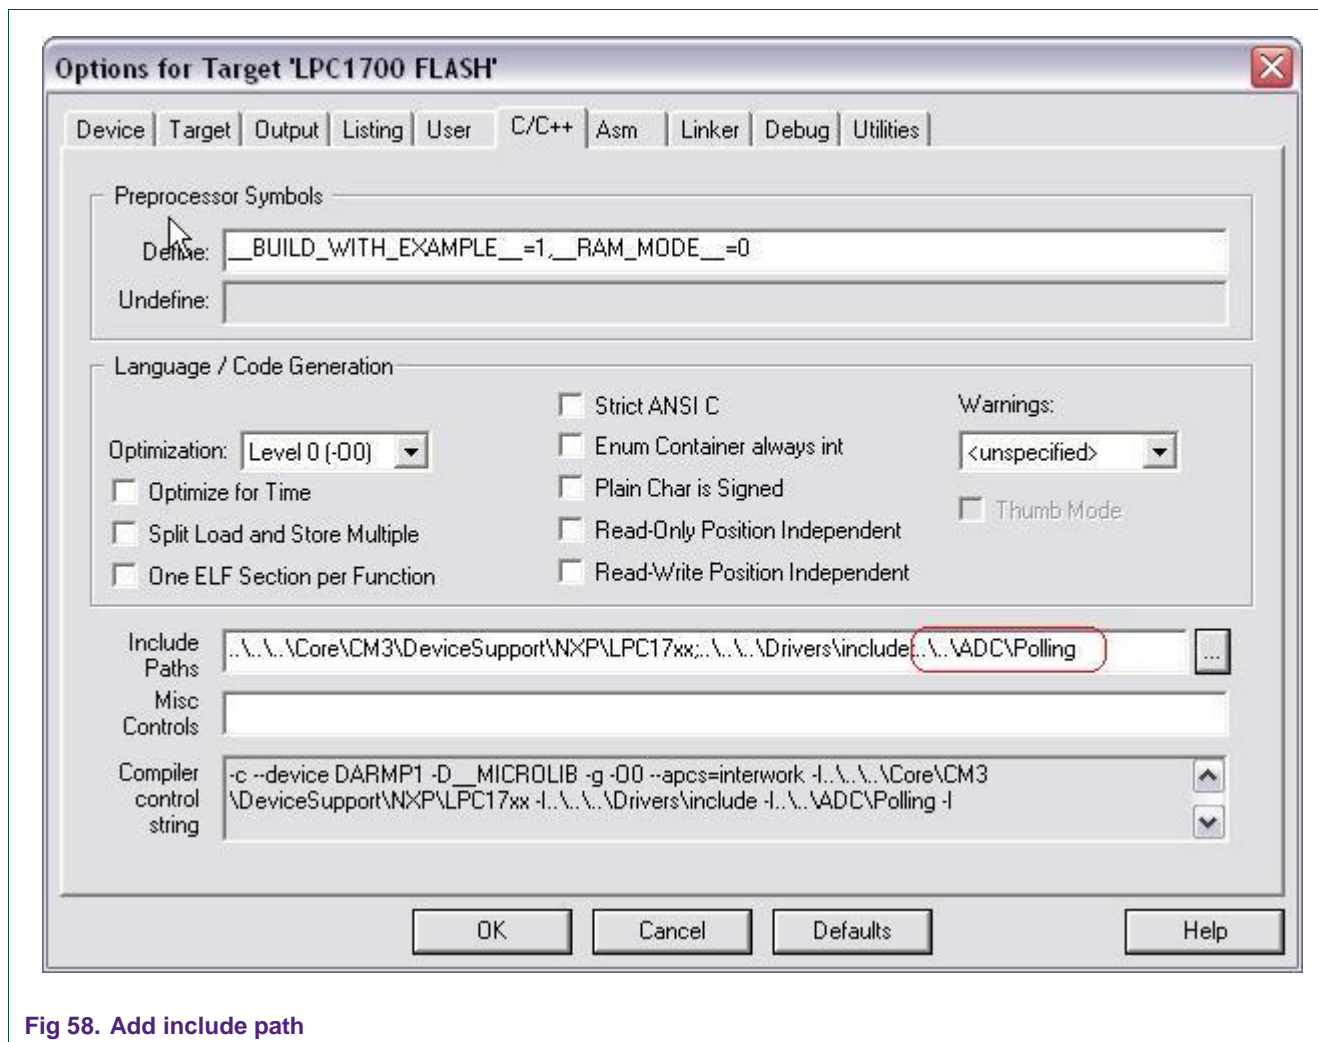 Options for Target 'LPC1700 FLASH'
Device Target Output Listing User C/C++ Asm Linker Debug Utilities
Preprocessor Symbols
Define: __BUILD_WITH_EXAMPLE__=1,__RAM_MODE__=0
Undefine:
Language / Code Generation
Strict ANSI C Warnings:
Optimization: Level 0 (-O0) Enum Container always int <unspecified>
Optimize for Time Plain Char is Signed
Split Load and Store Multiple Read-Only Position Independent Thumb Mode
One ELF Section per Function Read-Write Position Independent
Include Paths ..\..\..\Core\CM3\DeviceSupport\NXP\LPC17xx;..\..\..\Drivers\include;..\..\ADC\Polling ...
Misc Controls
Compiler control string -c --device DARMP1 -D__MICROLIB -g -O0 --apcs=interwork -I..\..\..\Core\CM3
\DeviceSupport\NXP\LPC17xx -I..\..\..\Drivers\include -I..\..\ADC\Polling -I
OK Cancel Defaults Help
Fig 58. Add include path